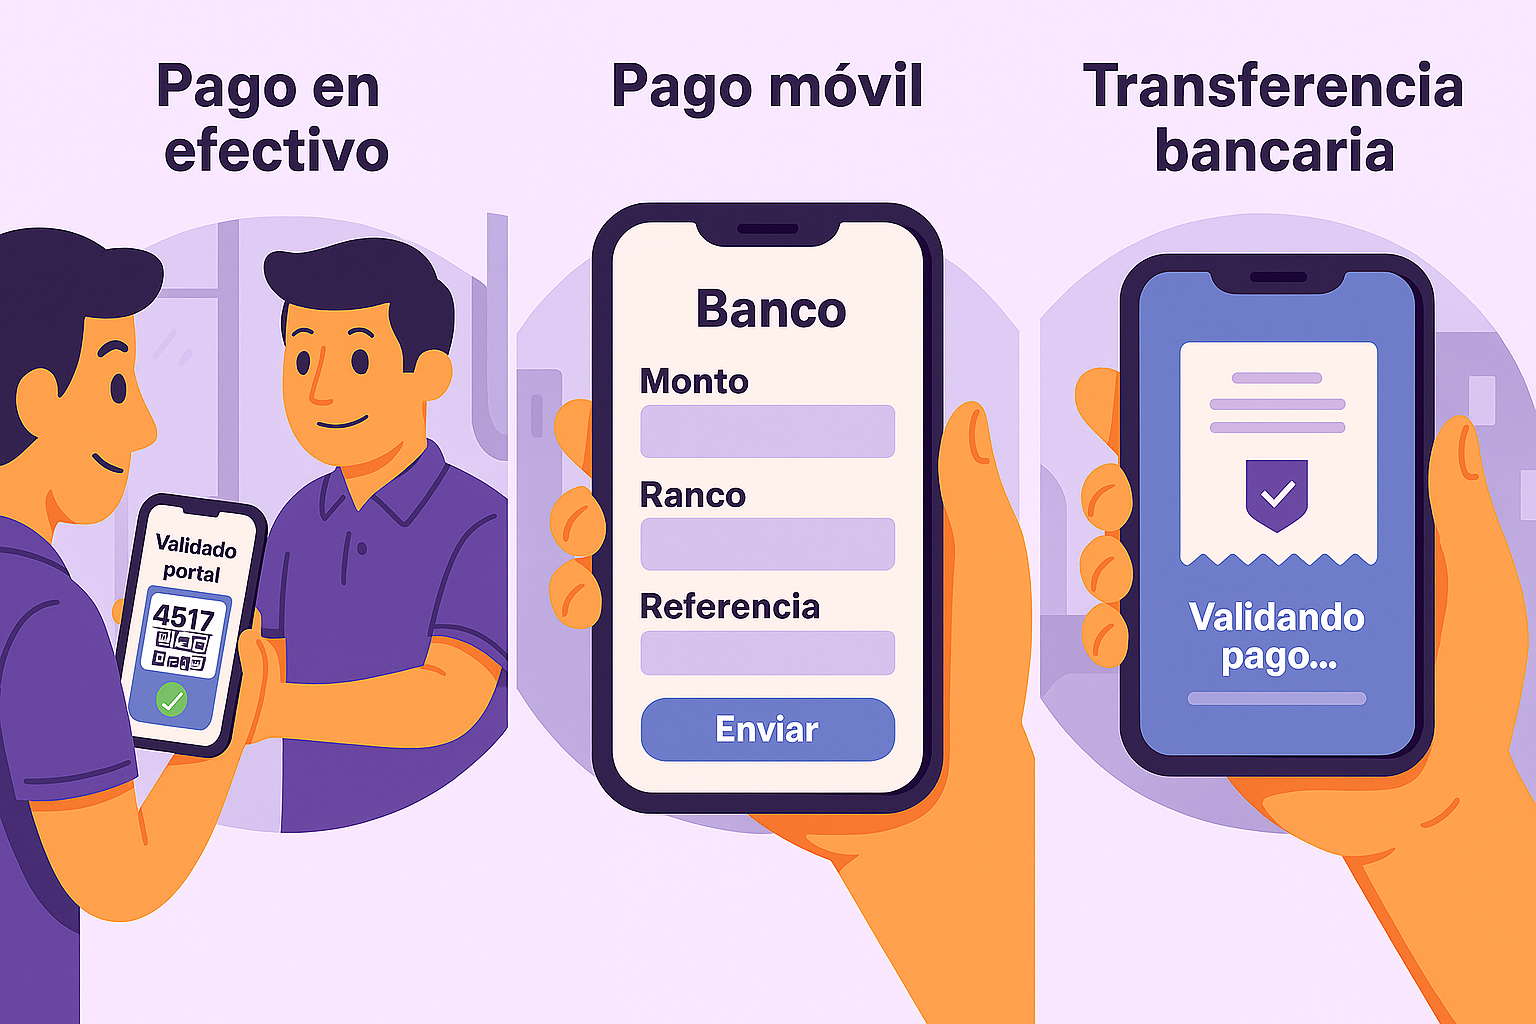 Pago en
efectivo
Validado
portal
4517
Pago móvil
Banco
Monto
Ranco
Referencia
Enviar
Transferencia
bancaria
Validando
pago...